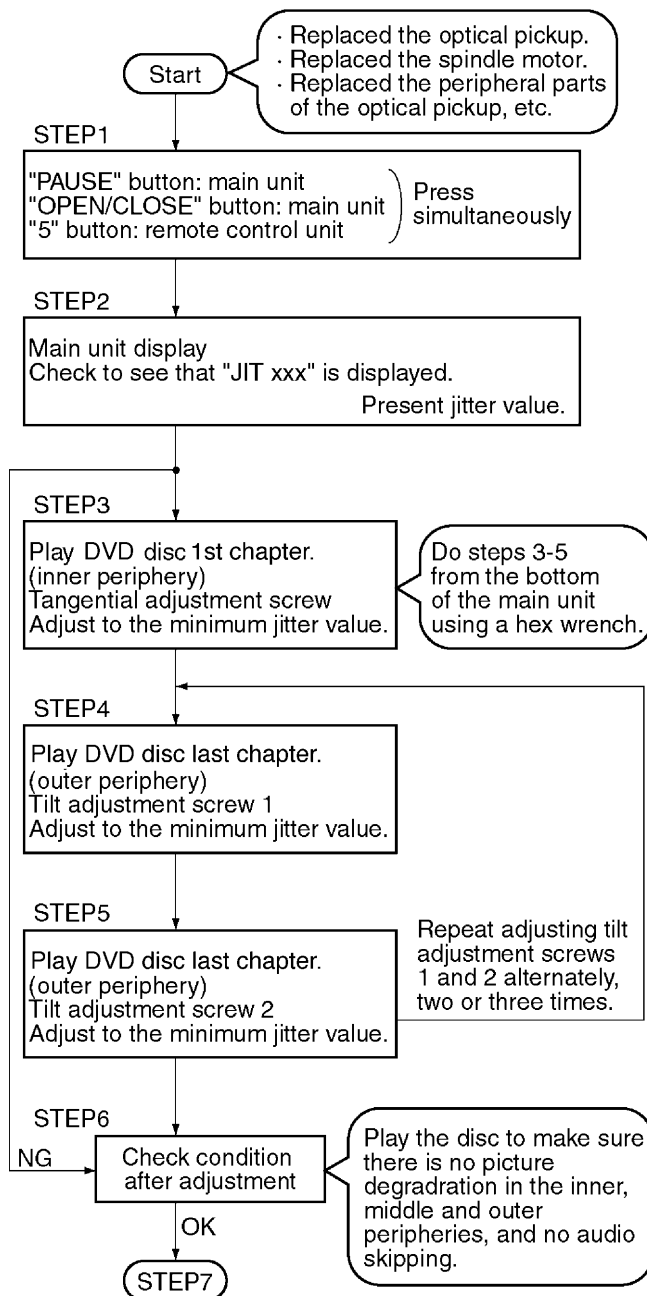 · Replaced the optical pickup.
· Replaced the spindle motor.
· Replaced the peripheral parts
of the optical pickup, etc.
Start
STEP1
"PAUSE" button: main unit
"OPEN/CLOSE" button: main unit
"5" button: remote control unit
Press
simultaneously
STEP2
Main unit display
Check to see that "JIT xxx" is displayed.
Present jitter value.
STEP3
Play DVD disc 1st chapter.
(inner periphery)
Tangential adjustment screw
Adjust to the minimum jitter value.
Do steps 3-5
from the bottom
of the main unit
using a hex wrench.
STEP4
Play DVD disc last chapter.
(outer periphery)
Tilt adjustment screw 1
Adjust to the minimum jitter value.
STEP5
Play DVD disc last chapter.
(outer periphery)
Tilt adjustment screw 2
Adjust to the minimum jitter value.
Repeat adjusting tilt
adjustment screws
1 and 2 alternately,
two or three times.
STEP6
NG
Check condition
after adjustment
Play the disc to make sure
there is no picture
degradration in the inner,
middle and outer
peripheries, and no audio
skipping.
OK
STEP7